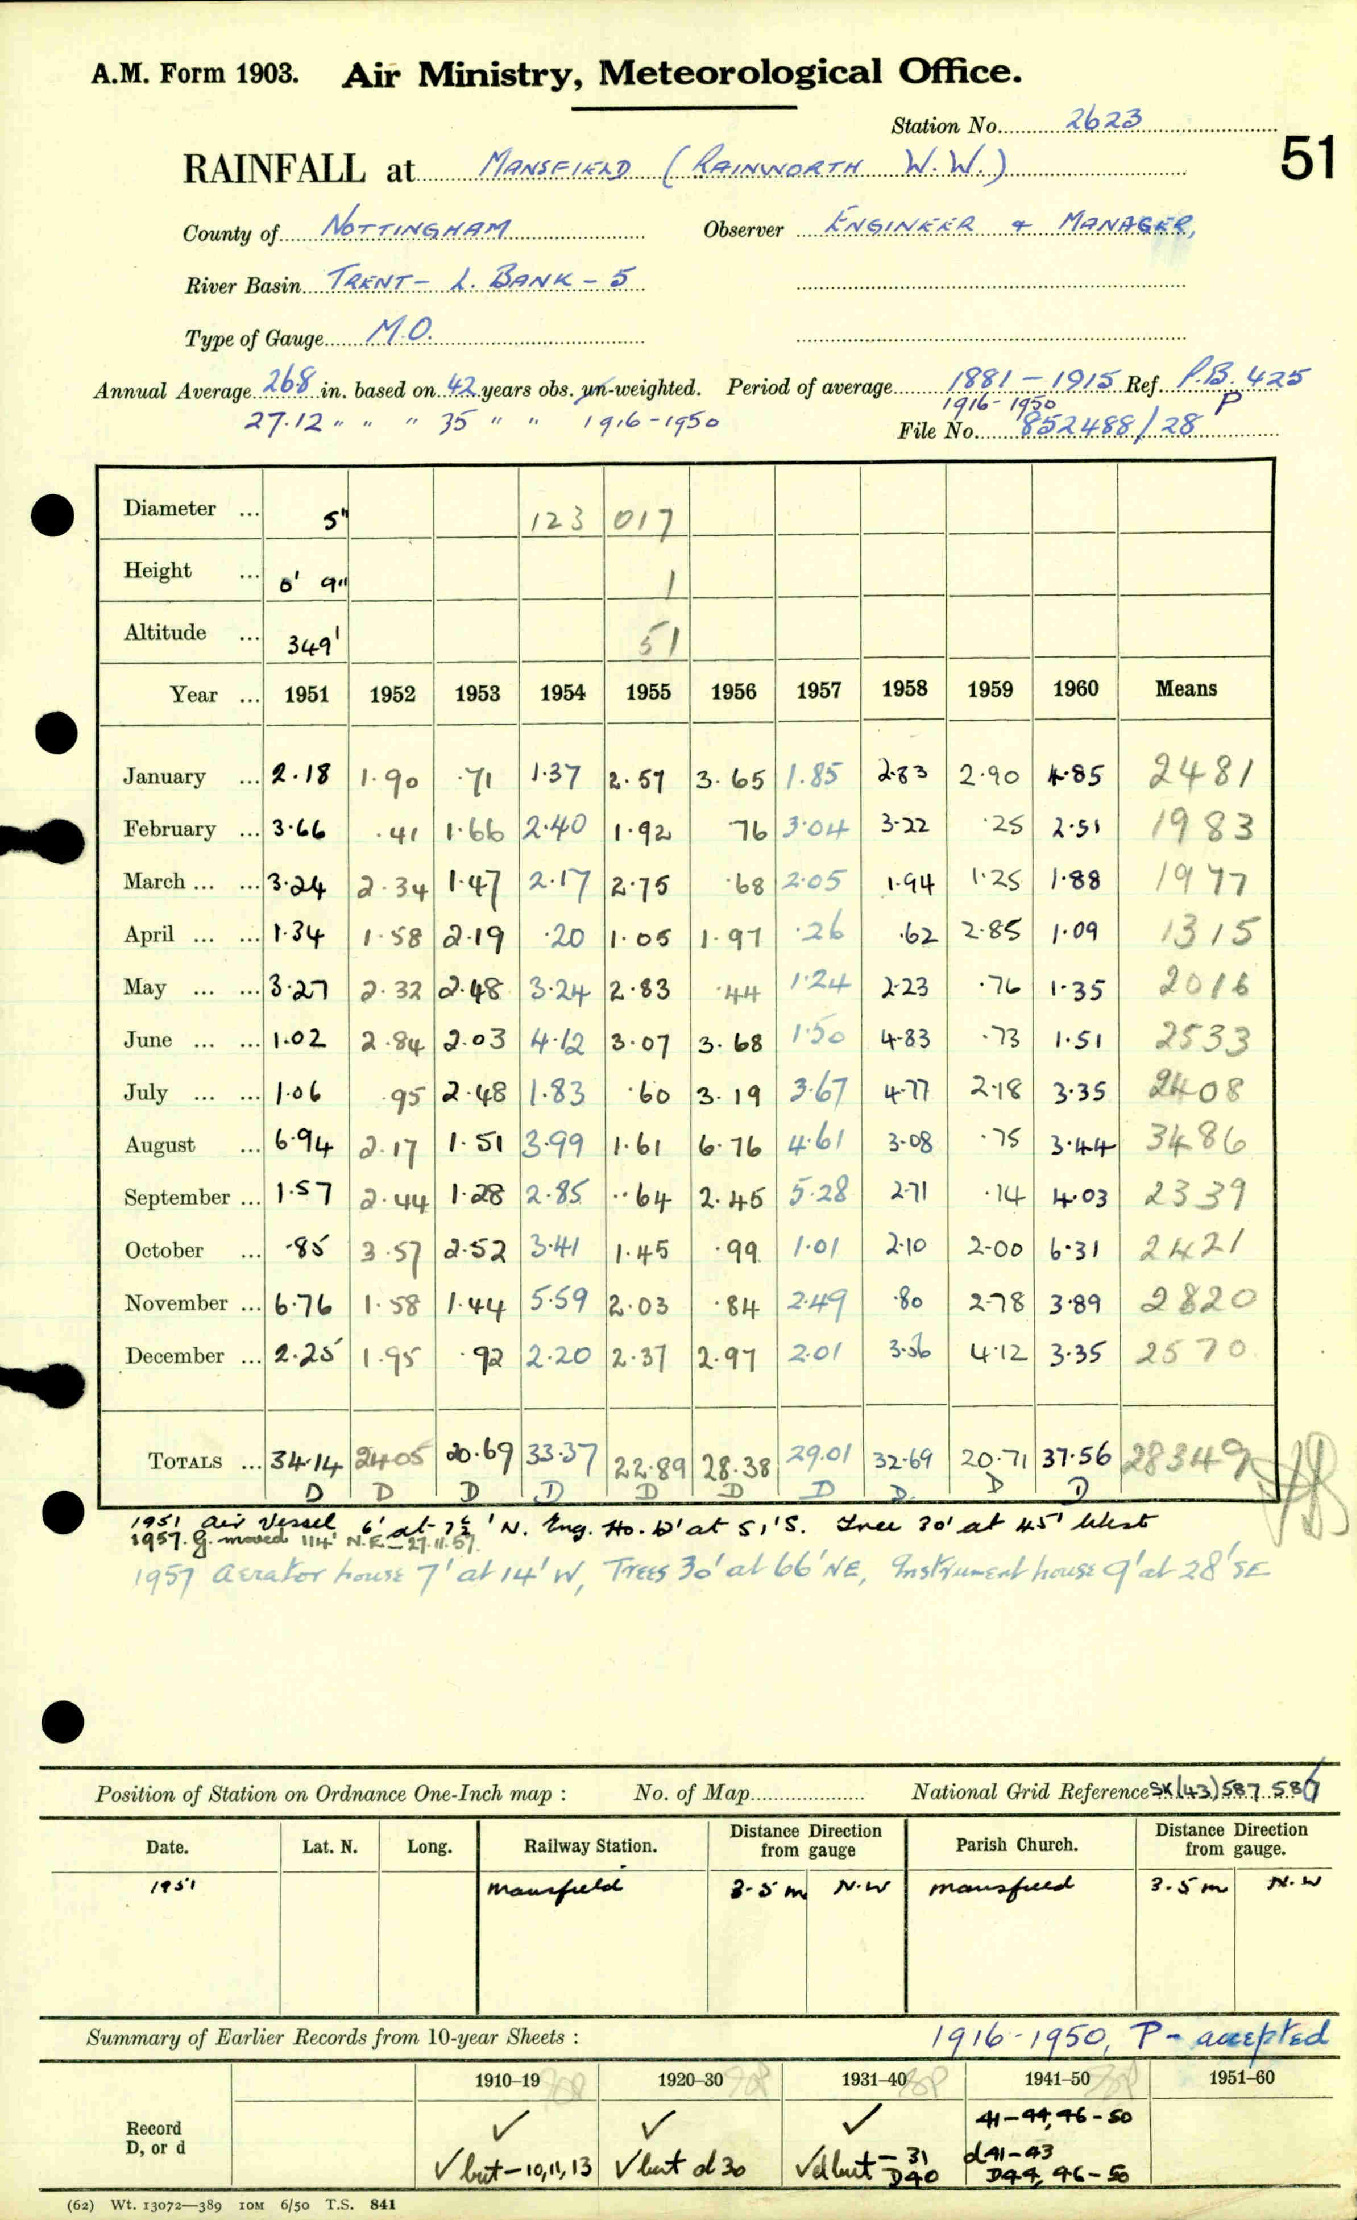 A.M. Form 1903. Air Ministry, Meteorological Office.
Station No. 2623
51
RAINFALL at MANSFIELD (RAINWORTH W.W.)
County of NOTTINGHAM Observer ENGINEER & MANAGER,
River Basin TRENT - L. BANK - 5
Type of Gauge M.O.
Annual Average 26.8 in. based on 42 years obs. un-weighted. Period of average 1881 - 1915 Ref. P.B. 425
27.12 " " " 35 " " 1916-1950 1916-1950 P
File No. 852488/28
Diameter ... 5" 123 017
Height ... 0' 9" 1
Altitude ... 349' 51
Year ... 1951 1952 1953 1954 1955 1956 1957 1958 1959 1960 Means
January ... 2.18 1.90 .71 1.37 2.57 3.65 1.85 2.83 2.90 4.85 2481
February ... 3.66 .41 1.66 2.40 1.92 76 3.04 3.22 .25 2.51 1983
March ... ... 3.24 2.34 1.47 2.17 2.75 .68 2.05 1.94 1.25 1.88 1977
April ... ... 1.34 1.58 2.19 .20 1.05 1.97 .26 .62 2.85 1.09 1315
May ... ... 3.27 2.32 2.48 3.24 2.83 .44 1.24 2.23 .76 1.35 2016
June ... ... 1.02 2.84 2.03 4.12 3.07 3.68 1.50 4.83 .73 1.51 2533
July ... ... 1.06 .95 2.48 1.83 .60 3.19 3.67 4.77 2.18 3.35 2408
August ... 6.94 2.17 1.51 3.99 1.61 6.76 4.61 3.08 .75 3.44 3486
September ... 1.57 2.44 1.28 2.85 .64 2.45 5.28 2.71 .14 4.03 2339
October ... .85 3.57 2.52 3.41 1.45 .99 1.01 2.10 2.00 6.31 2421
November ... 6.76 1.58 1.44 5.59 2.03 .84 2.49 .80 2.78 3.89 2820
December ... 2.25 1.95 .92 2.20 2.37 2.97 2.01 3.56 4.12 3.35 2570
TOTALS ... 34.14 24.05 20.69 33.37 22.89 28.38 29.01 32.69 20.71 37.56 28349
D D D D D D D D D D
1951 Air Vessel 6' at 7½' N. Eng. Ho. at 51'S. Tree 30' at 45' West
1957. G. moved 114' N.E - 27.11.57.
1957 Aerator house 7' at 14' W, Trees 30' at 66' NE, Instrument house 9' at 28' SE
Position of Station on Ordnance One-Inch map : No. of Map National Grid Reference SK(43)587.586
Date. Lat. N. Long. Railway Station. Distance Direction from gauge Parish Church. Distance Direction from gauge.
1951 Mansfield 3.5 m N.W Mansfield 3.5 m N.W
Summary of Earlier Records from 10-year Sheets : 1916-1950, P - accepted
1910–19 1920–30 1931–40 1941–50 1951–60
Record ✓ ✓ ✓ 41-44, 46-50
D, or d ✓ but - 10, 11, 13 ✓ but d 30 ✓ d but - 31 D40 d41-43 D44, 46-50
(62) Wt. 13072—389 10M 6/50 T.S. 841